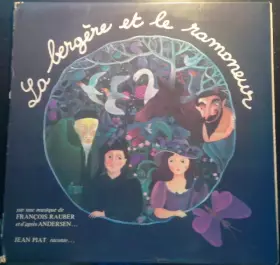 La bergère et le ramoneur
sur une musique de
FRANÇOIS RAUBER
et d'après ANDERSEN...
JEAN PIAT raconte...